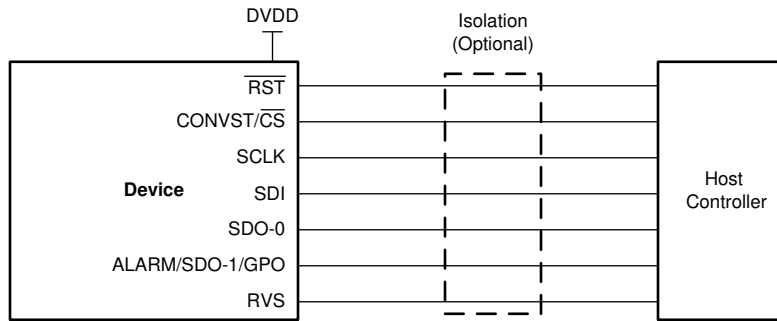 DVDD
Isolation
(Optional)
RST
CONVST/CS
SCLK
Device
SDI
Host
Controller
SDO-0
ALARM/SDO-1/GPO
RVS